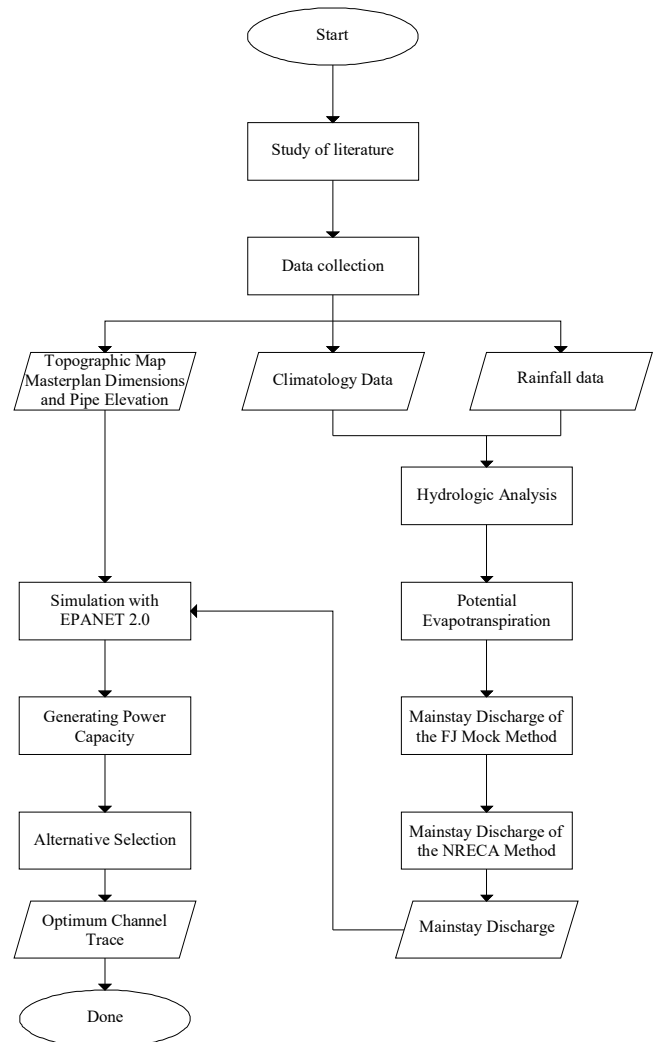 Start
Study of literature
Data collection
Topographic Map
Masterplan Dimensions
and Pipe Elevation
Climatology Data
Rainfall data
Hydrologic Analysis
Simulation with
EPANET 2.0
Potential
Evapotranspiration
Generating Power
Capacity
Mainstay Discharge of
the FJ Mock Method
Alternative Selection
Mainstay Discharge of
the NRECA Method
Optimum Channel
Trace
Mainstay Discharge
Done